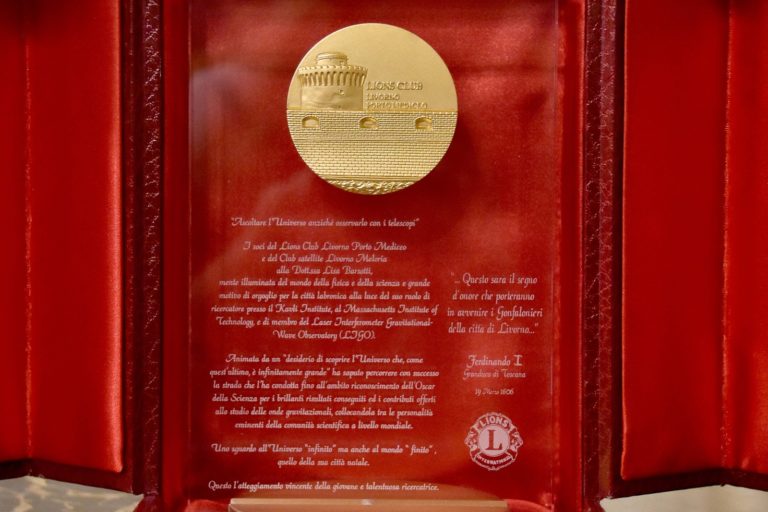 LIONS CLUB
LIVORNO
PORTO MEDICEO
"Ascoltare l'Universo anziché osservarlo con i telescopi"
I soci del Lions Club Livorno Porto Mediceo
e del Club satellite Livorno Meloria
alla Dott.ssa Lisa Barsotti,
mente illuminata del mondo della fisica e della scienza e grande
motivo di orgoglio per la città labronica alla luce del suo ruolo di
ricercatore presso il Kavli Institute, al Massachusetts Institute of
Technology, e di membro del Laser Interferometer Gravitational-
Wave Observatory (LIGO).
Animata da un "desiderio di scoprire l'Universo che, come
quest'ultimo, è infinitamente grande" ha saputo percorrere con successo
la strada che l'ha condotta fino all'ambito riconoscimento dell'Oscar
della Scienza per i brillanti risultati conseguiti ed i contributi offerti
allo studio delle onde gravitazionali, collocandola tra le personalità
eminenti della comunità scientifica a livello mondiale.
Uno sguardo all'Universo "infinito" ma anche al mondo " finito" ,
quello della sua città natale.
Questo l'atteggiamento vincente della giovane e talentuosa ricercatrice.
"... Questo sara il segno
d'onore che porteranno
in avvenire i Gonfalonieri
della citta di Livorno..."
Ferdinando I
Granduca di Toscana
19 Marzo 1606
LIONS
L
INTERNATIONAL